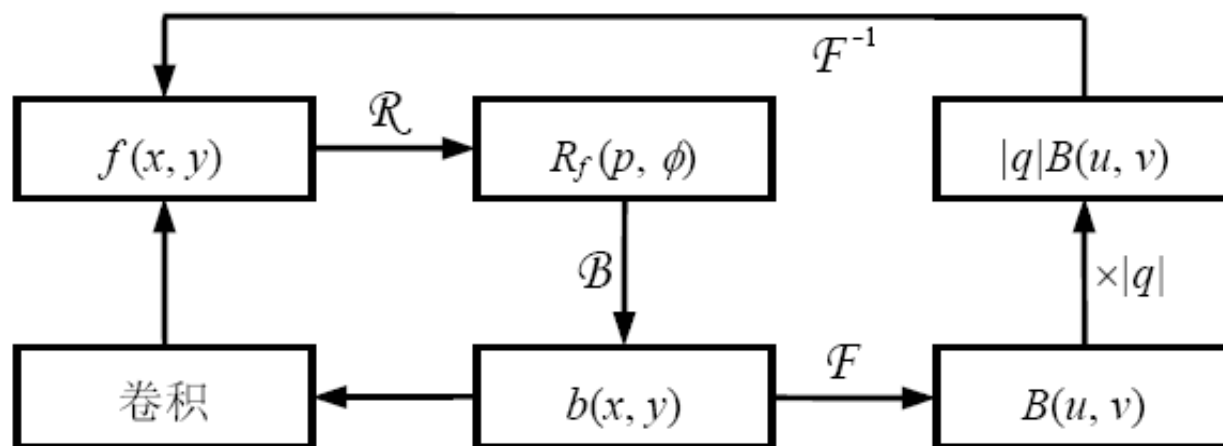 ℱ⁻¹
f(x, y)
ℛ
R_f(p, ϕ)
|q|B(u, v)
ℬ
×|q|
卷积
b(x, y)
ℱ
B(u, v)